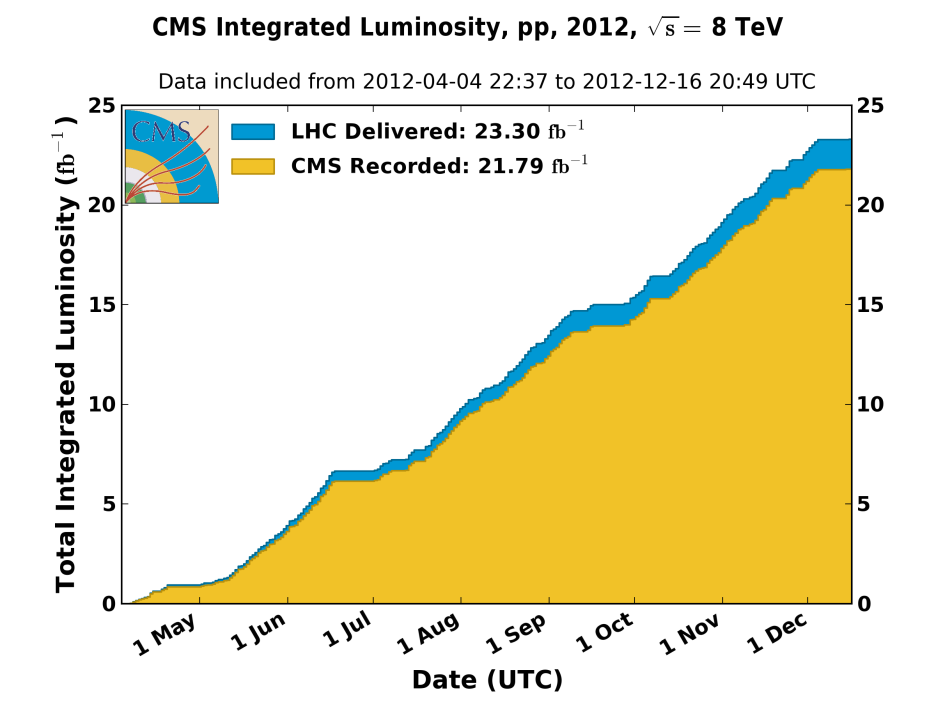 CMS Integrated Luminosity, pp, 2012, √s = 8 TeV
Data included from 2012-04-04 22:37 to 2012-12-16 20:49 UTC
CMS
LHC Delivered: 23.30 fb⁻¹
CMS Recorded: 21.79 fb⁻¹
Total Integrated Luminosity (fb⁻¹)
25 25
20 20
15 15
10 10
5 5
0 0
1 May 1 Jun 1 Jul 1 Aug 1 Sep 1 Oct 1 Nov 1 Dec
Date (UTC)